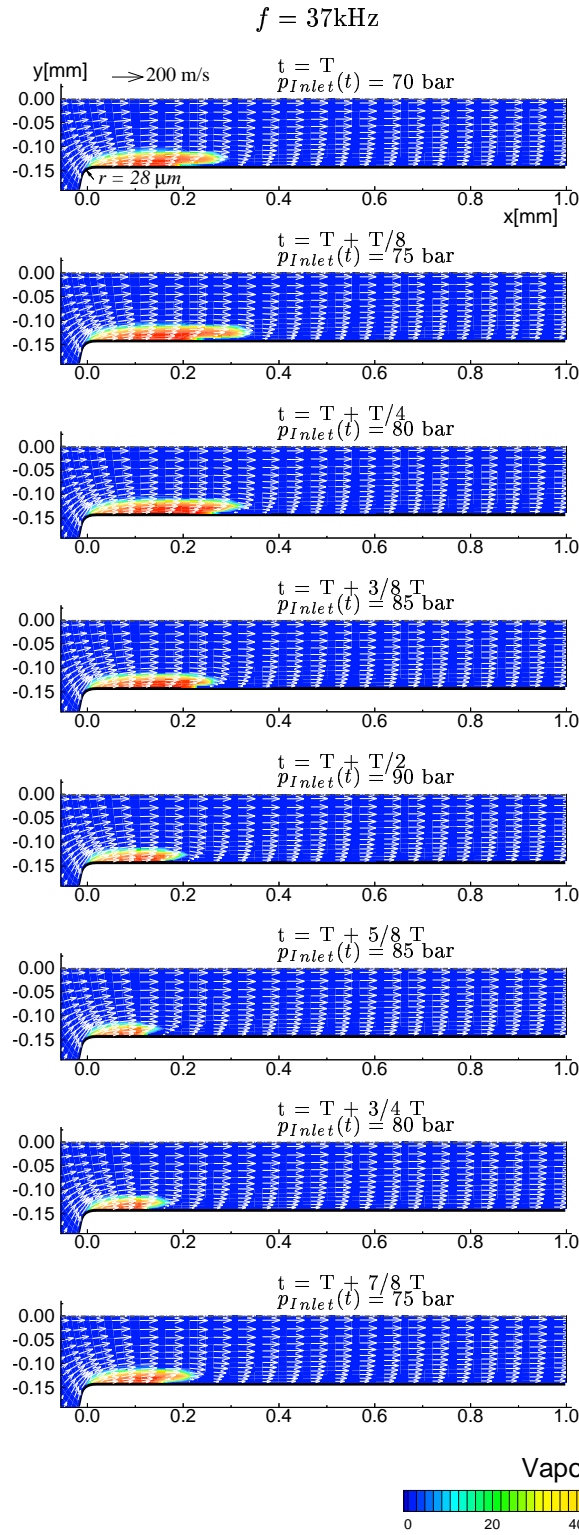 f = 37kHz
t = T
p_Inlet(t) = 70 bar
y[mm]
200 m/s
0.00
-0.05
-0.10
-0.15
r = 28 μm
0.0 0.2 0.4 0.6 0.8 1.0
x[mm]
t = T + T/8
p_Inlet(t) = 75 bar
0.00
-0.05
-0.10
-0.15
0.0 0.2 0.4 0.6 0.8 1.0
t = T + T/4
p_Inlet(t) = 80 bar
0.00
-0.05
-0.10
-0.15
0.0 0.2 0.4 0.6 0.8 1.0
t = T + 3/8 T
p_Inlet(t) = 85 bar
0.00
-0.05
-0.10
-0.15
0.0 0.2 0.4 0.6 0.8 1.0
t = T + T/2
p_Inlet(t) = 90 bar
0.00
-0.05
-0.10
-0.15
0.0 0.2 0.4 0.6 0.8 1.0
t = T + 5/8 T
p_Inlet(t) = 85 bar
0.00
-0.05
-0.10
-0.15
0.0 0.2 0.4 0.6 0.8 1.0
t = T + 3/4 T
p_Inlet(t) = 80 bar
0.00
-0.05
-0.10
-0.15
0.0 0.2 0.4 0.6 0.8 1.0
t = T + 7/8 T
p_Inlet(t) = 75 bar
0.00
-0.05
-0.10
-0.15
0.0 0.2 0.4 0.6 0.8 1.0
Vapo
0 20 40